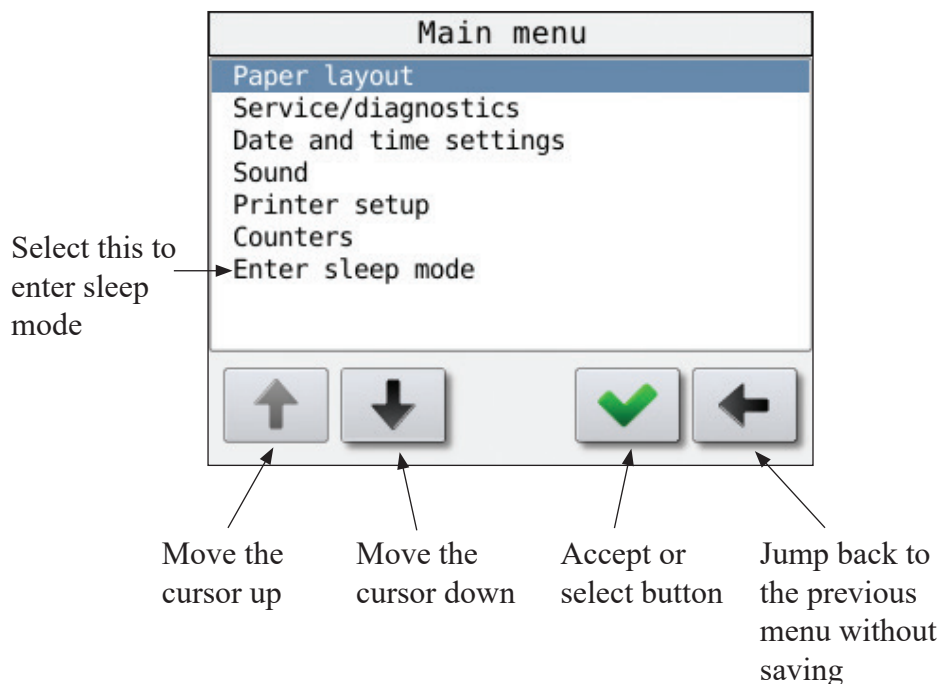 Main menu
Paper layout
Service/diagnostics
Date and time settings
Sound
Printer setup
Counters
Enter sleep mode
Select this to
enter sleep
mode
Move the
cursor up
Move the
cursor down
Accept or
select button
Jump back to
the previous
menu without
saving